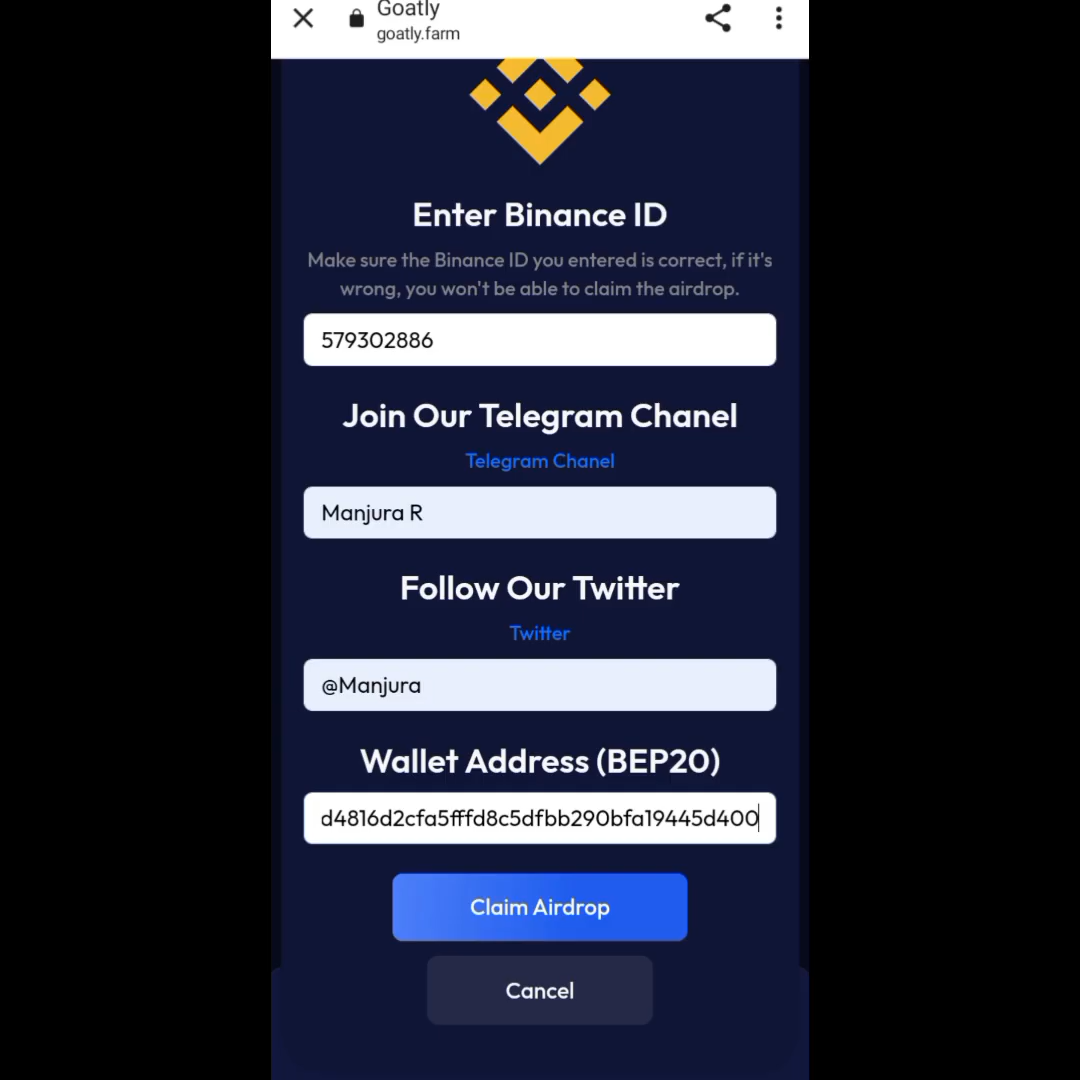 Goatly
goatly.farm
Enter Binance ID
Make sure the Binance ID you entered is correct, if it's
wrong, you won't be able to claim the airdrop.
579302886
Join Our Telegram Chanel
Telegram Chanel
Manjura R
Follow Our Twitter
Twitter
@Manjura
Wallet Address (BEP20)
d4816d2cfa5fffd8c5dfbb290bfa19445d400
Claim Airdrop
Cancel